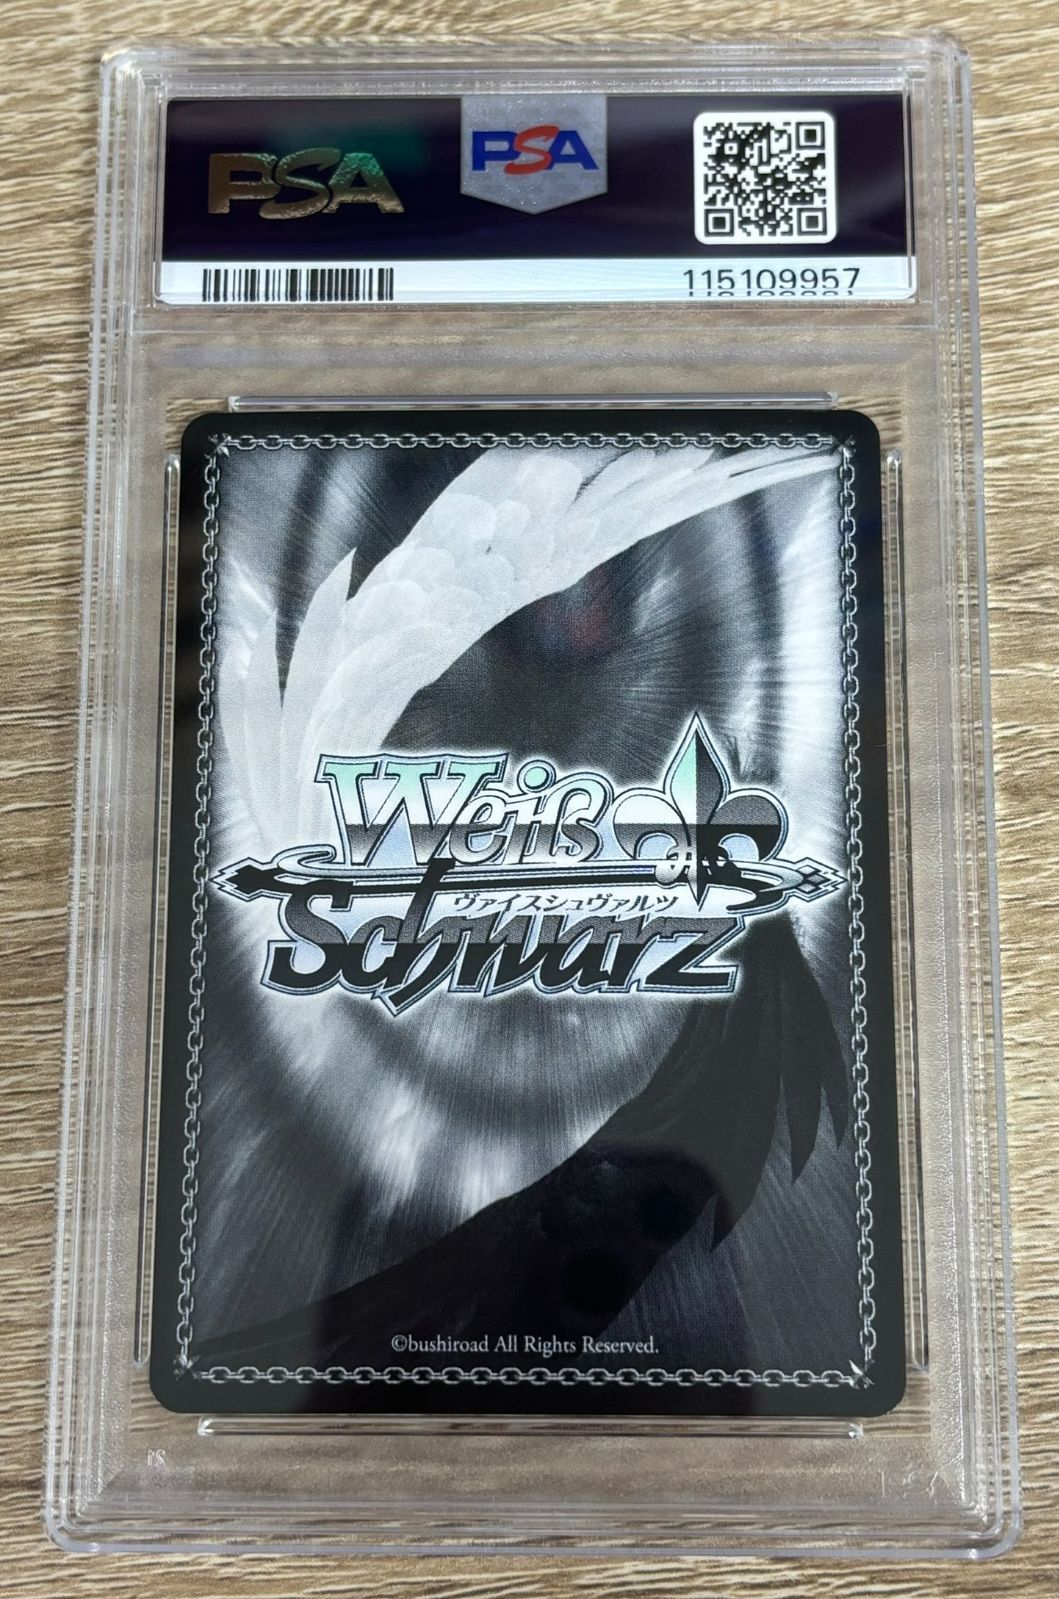 PSA
PSA
115109957
Weiß
ヴァイスシュヴァルツ
Schwarz
©bushiroad All Rights Reserved.